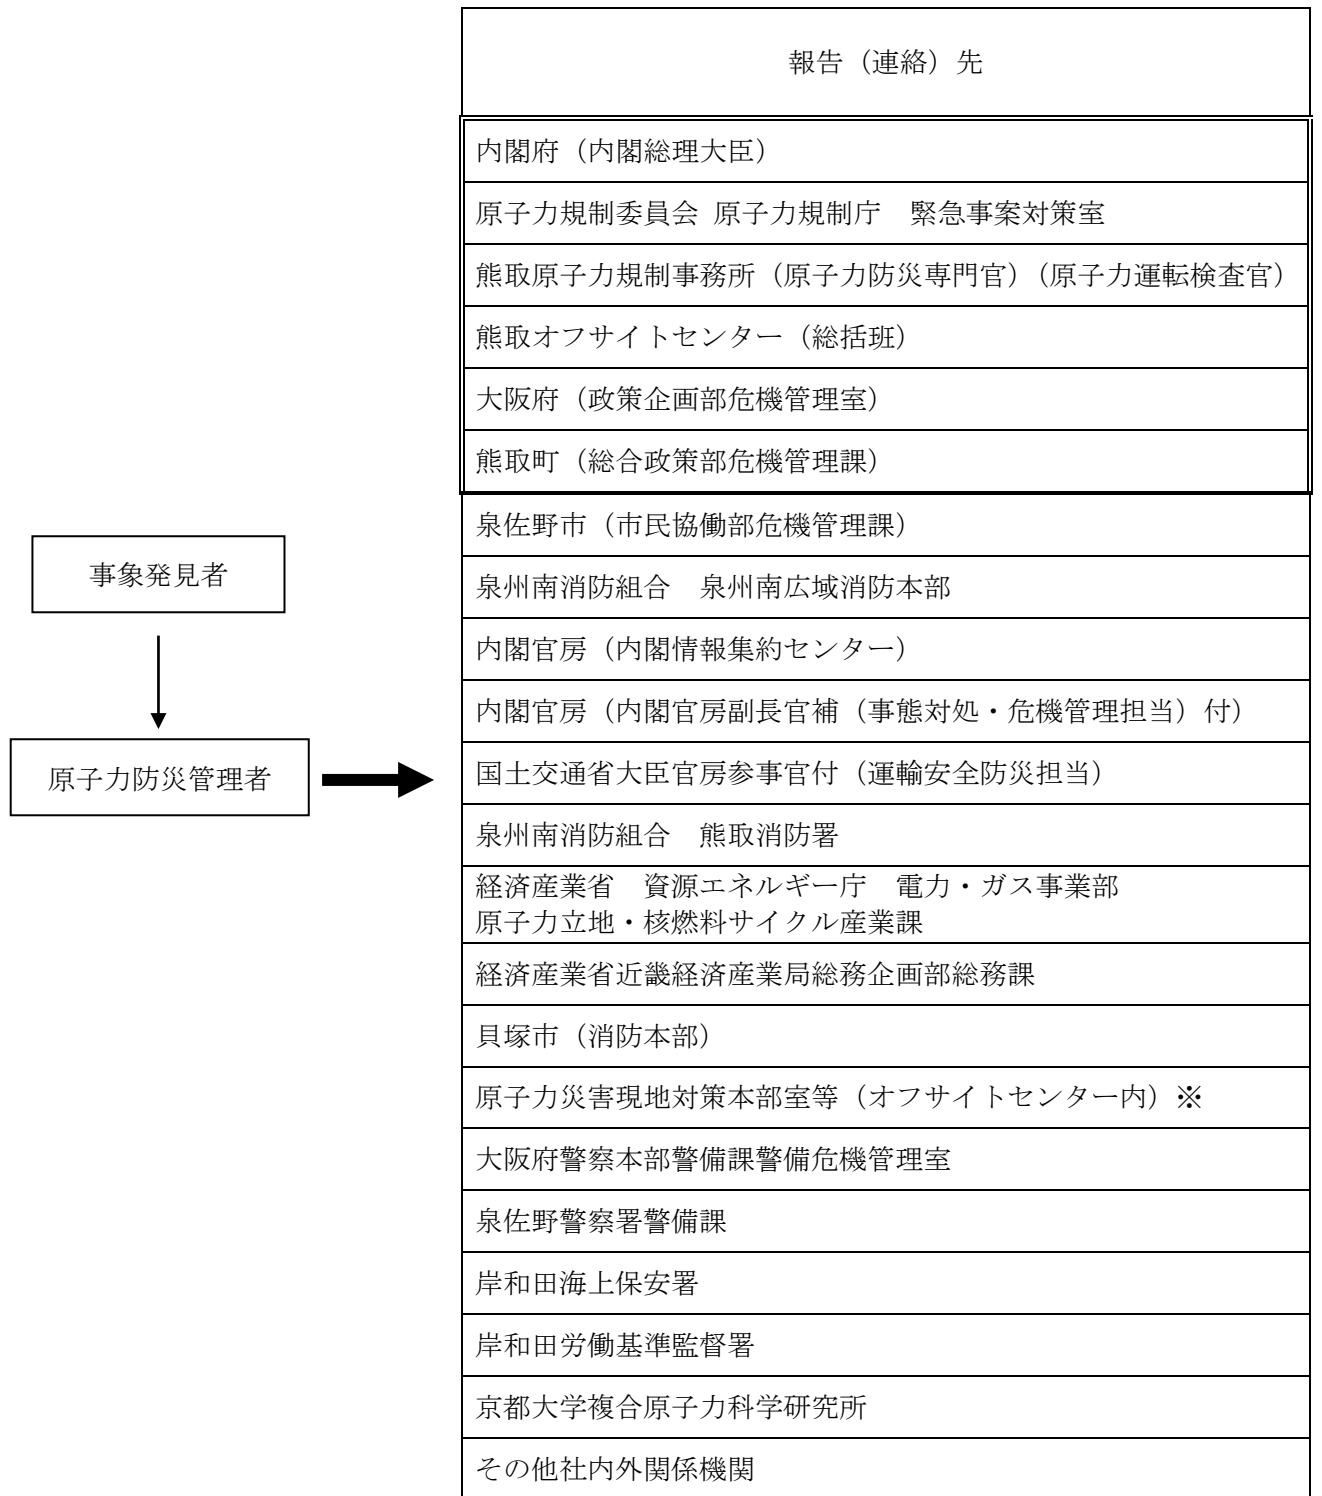 報告（連絡）先
内閣府（内閣総理大臣）
原子力規制委員会 原子力規制庁　緊急事案対策室
熊取原子力規制事務所（原子力防災専門官）（原子力運転検査官）
熊取オフサイトセンター（総括班）
大阪府（政策企画部危機管理室）
熊取町（総合政策部危機管理課）
泉佐野市（市民協働部危機管理課）
泉州南消防組合　泉州南広域消防本部
内閣官房（内閣情報集約センター）
内閣官房（内閣官房副長官補（事態対処・危機管理担当）付）
国土交通省大臣官房参事官付（運輸安全防災担当）
泉州南消防組合　熊取消防署
経済産業省　資源エネルギー庁　電力・ガス事業部
原子力立地・核燃料サイクル産業課
経済産業省近畿経済産業局総務企画部総務課
貝塚市（消防本部）
原子力災害現地対策本部室等（オフサイトセンター内）※
大阪府警察本部警備課警備危機管理室
泉佐野警察署警備課
岸和田海上保安署
岸和田労働基準監督署
京都大学複合原子力科学研究所
その他社内外関係機関
事象発見者
原子力防災管理者